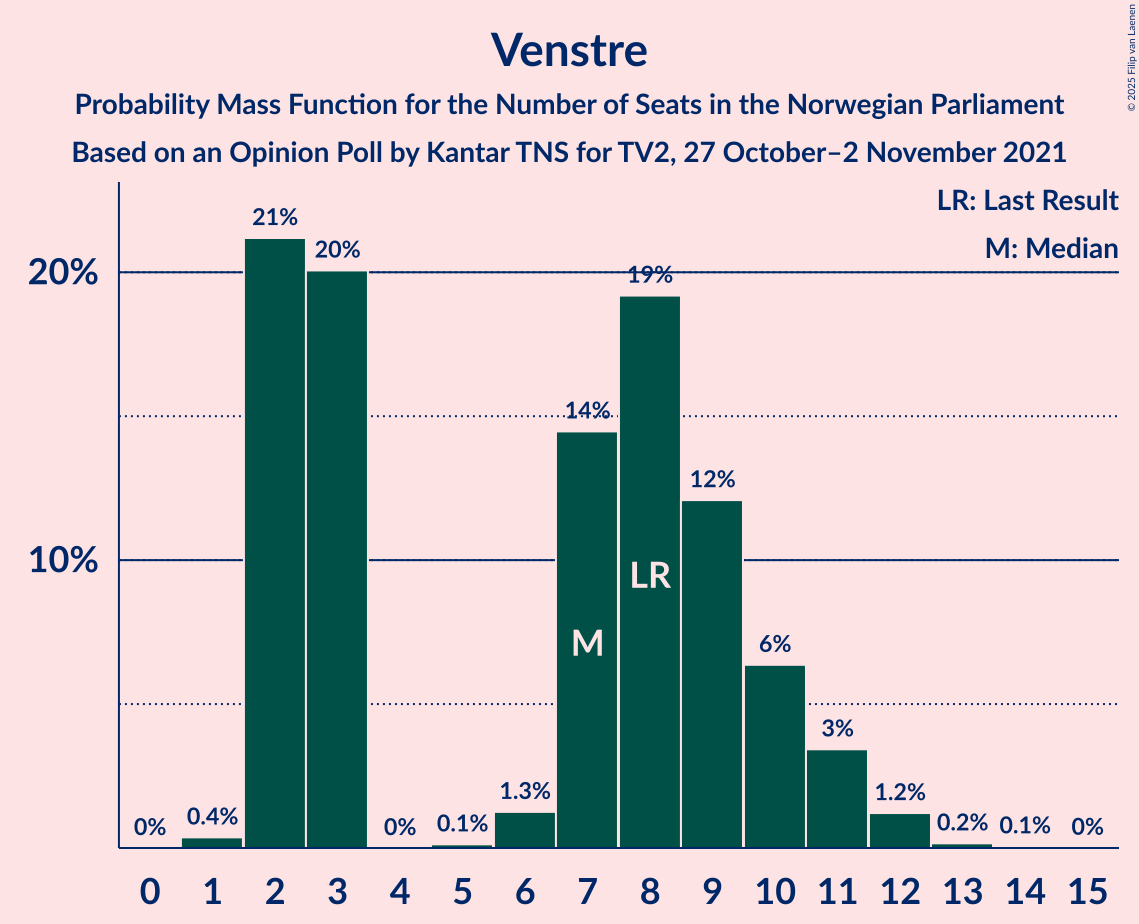 Venstre
Probability Mass Function for the Number of Seats in the Norwegian Parliament
Based on an Opinion Poll by Kantar TNS for TV2, 27 October–2 November 2021
© 2025 Filip van Laenen
LR: Last Result
M: Median
20%
10%
0%
0.4%
21%
20%
0%
0.1%
1.3%
14%
19%
12%
6%
3%
1.2%
0.2%
0.1%
0%
M
LR
0 1 2 3 4 5 6 7 8 9 10 11 12 13 14 15